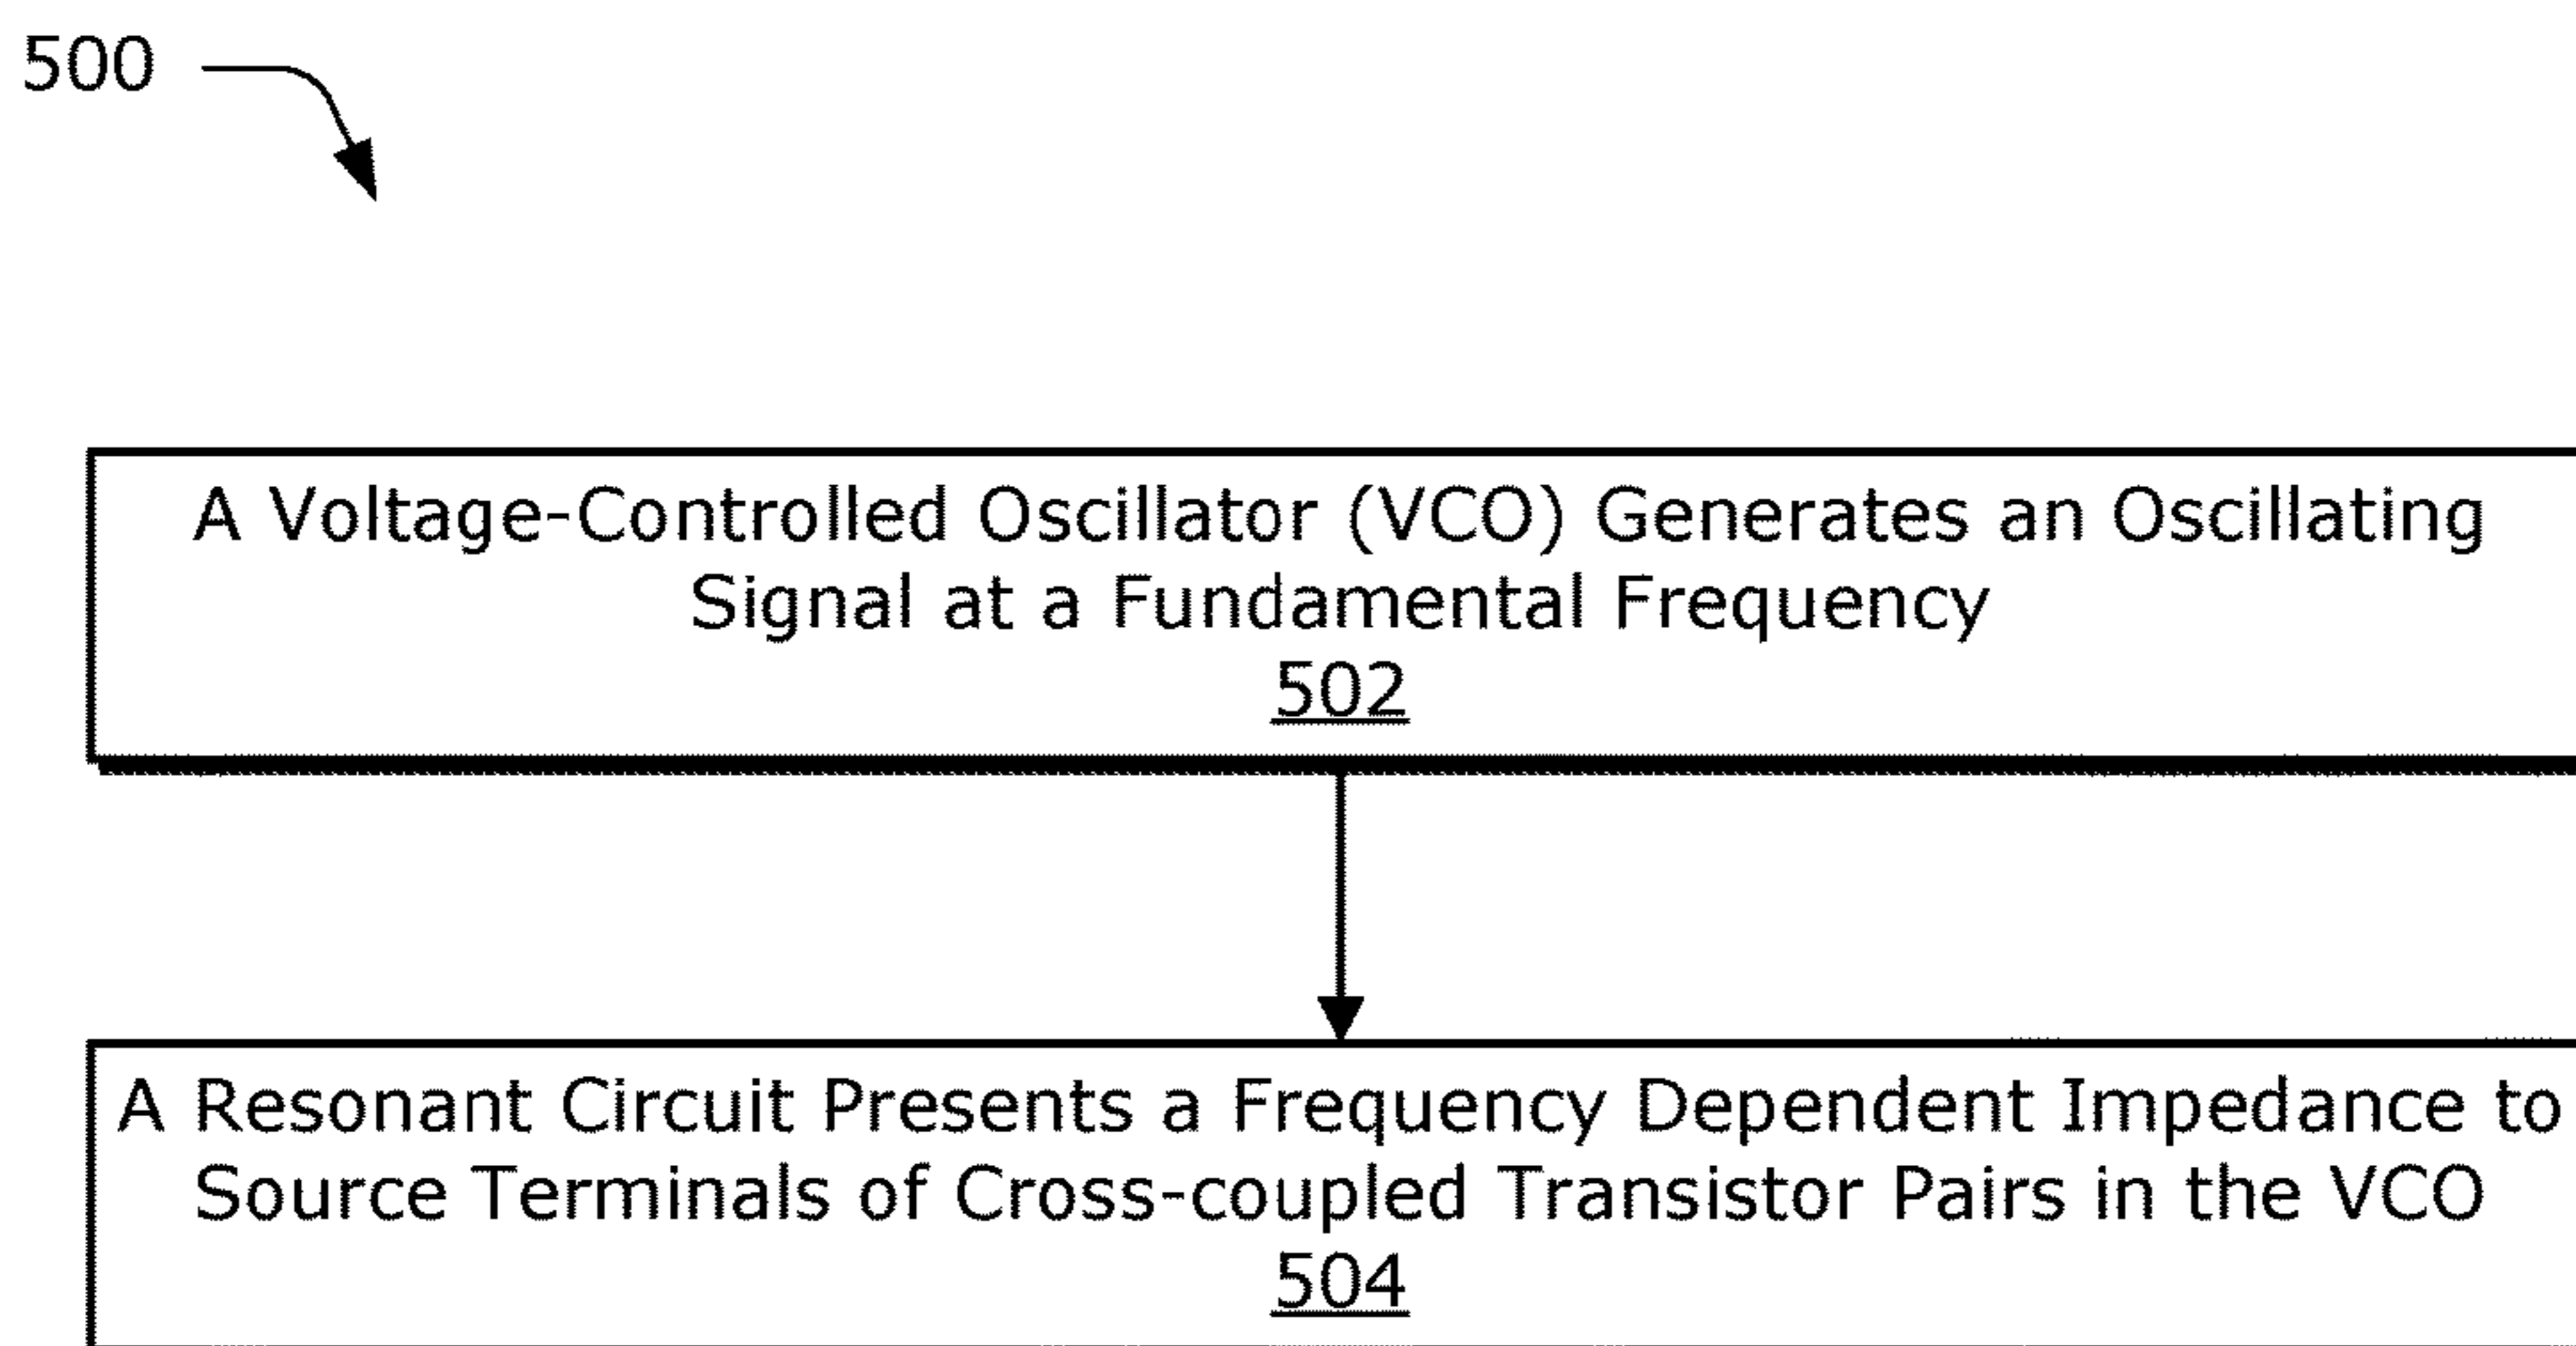 500
A Voltage-Controlled Oscillator (VCO) Generates an Oscillating
Signal at a Fundamental Frequency
502
A Resonant Circuit Presents a Frequency Dependent Impedance to
Source Terminals of Cross-coupled Transistor Pairs in the VCO
504